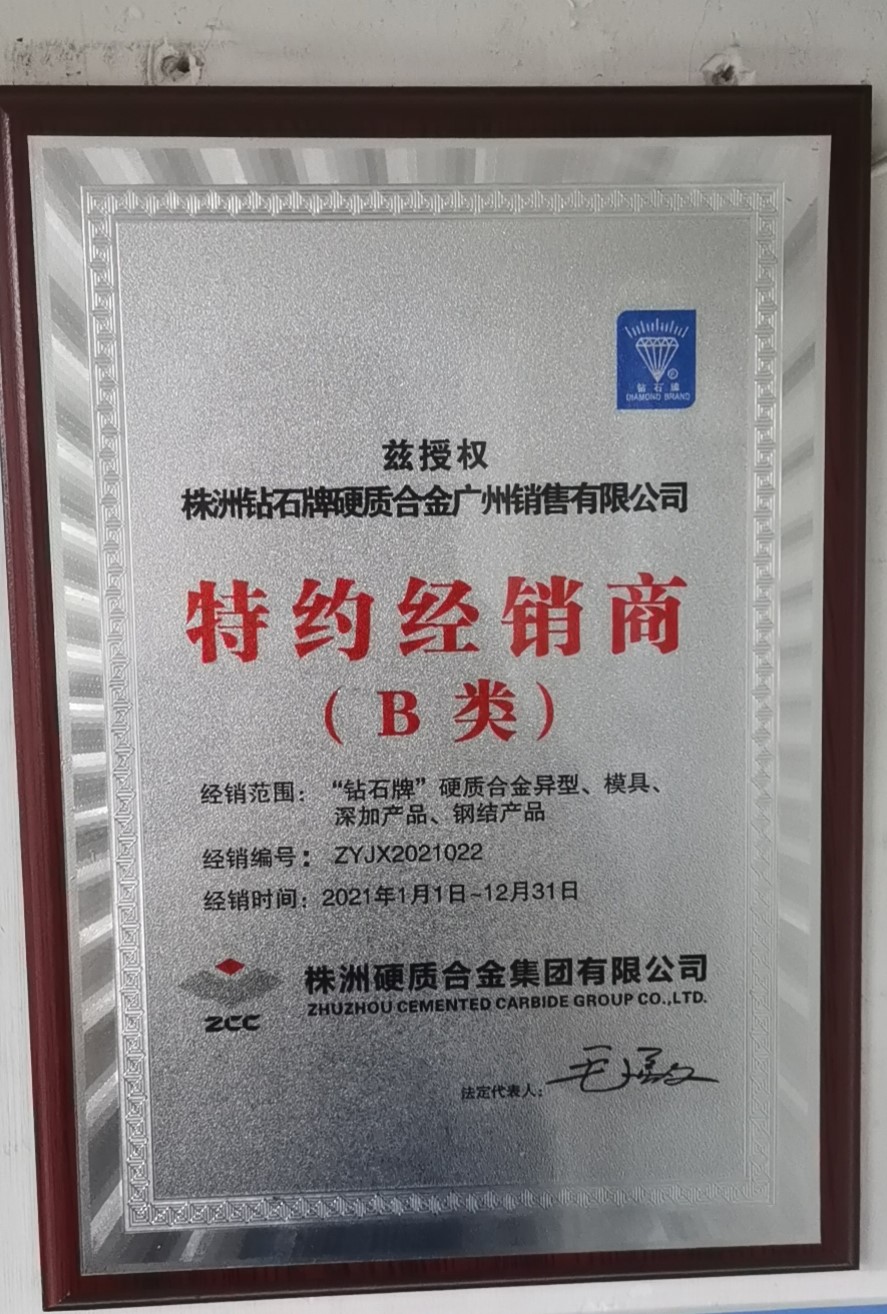 钻石牌
DIAMOND BRAND
兹授权
株洲钻石牌硬质合金广州销售有限公司
特约经销商
（B类）
经销范围：“钻石牌”硬质合金异型、模具、
深加产品、钢结产品
经销编号：ZYJX2021022
经销时间：2021年1月1日~12月31日
株洲硬质合金集团有限公司
ZHUZHOU CEMENTED CARBIDE GROUP CO.,LTD.
ZCC
法定代表人：